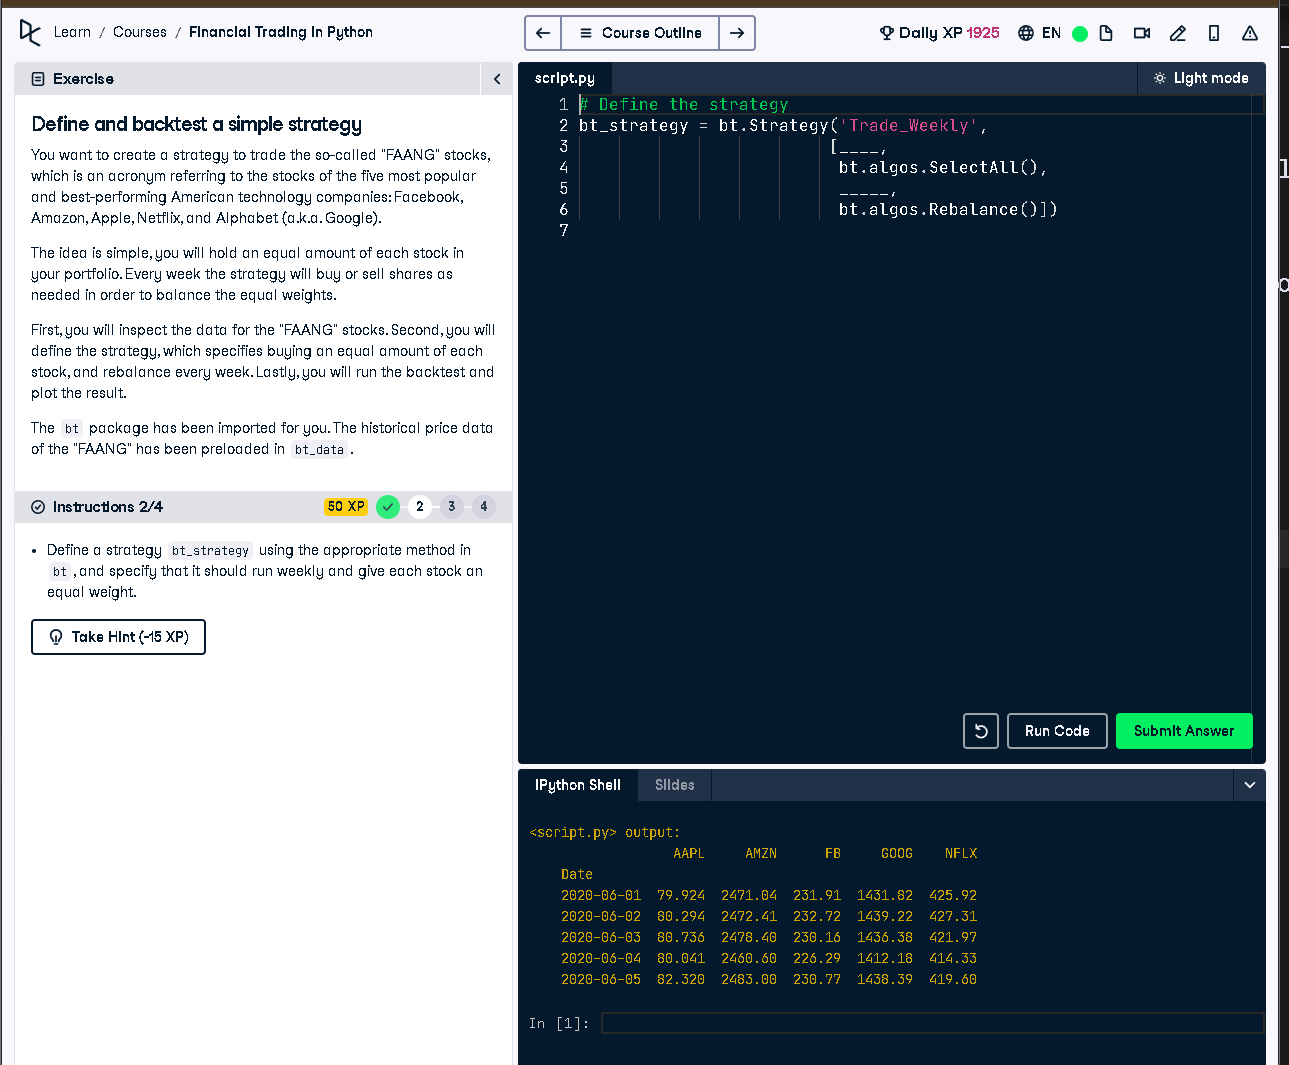 Learn / Courses / Financial Trading in Python
Course Outline
Daily XP 1925
EN
Exercise
Define and backtest a simple strategy
You want to create a strategy to trade the so-called "FAANG" stocks,
which is an acronym referring to the stocks of the five most popular
and best-performing American technology companies: Facebook,
Amazon, Apple, Netflix, and Alphabet (a.k.a. Google).
The idea is simple, you will hold an equal amount of each stock in
your portfolio. Every week the strategy will buy or sell shares as
needed in order to balance the equal weights.
First, you will inspect the data for the "FAANG" stocks. Second, you will
define the strategy, which specifies buying an equal amount of each
stock, and rebalance every week. Lastly, you will run the backtest and
plot the result.
The bt package has been imported for you. The historical price data
of the "FAANG" has been preloaded in bt_data.
Instructions 2/4
50 XP
2
3
4
• Define a strategy bt_strategy using the appropriate method in
bt, and specify that it should run weekly and give each stock an
equal weight.
Take Hint (-15 XP)
script.py
Light mode
1 # Define the strategy
2 bt_strategy = bt.Strategy('Trade_Weekly',
3 [____,
4 bt.algos.SelectAll(),
5 _____,
6 bt.algos.Rebalance()])
7
Run Code
Submit Answer
IPython Shell
Slides
<script.py> output:
AAPL AMZN FB GOOG NFLX
Date
2020-06-01 79.924 2471.04 231.91 1431.82 425.92
2020-06-02 80.294 2472.41 232.72 1439.22 427.31
2020-06-03 80.736 2478.40 230.16 1436.38 421.97
2020-06-04 80.041 2460.60 226.29 1412.18 414.33
2020-06-05 82.320 2483.00 230.77 1438.39 419.60
In [1]: